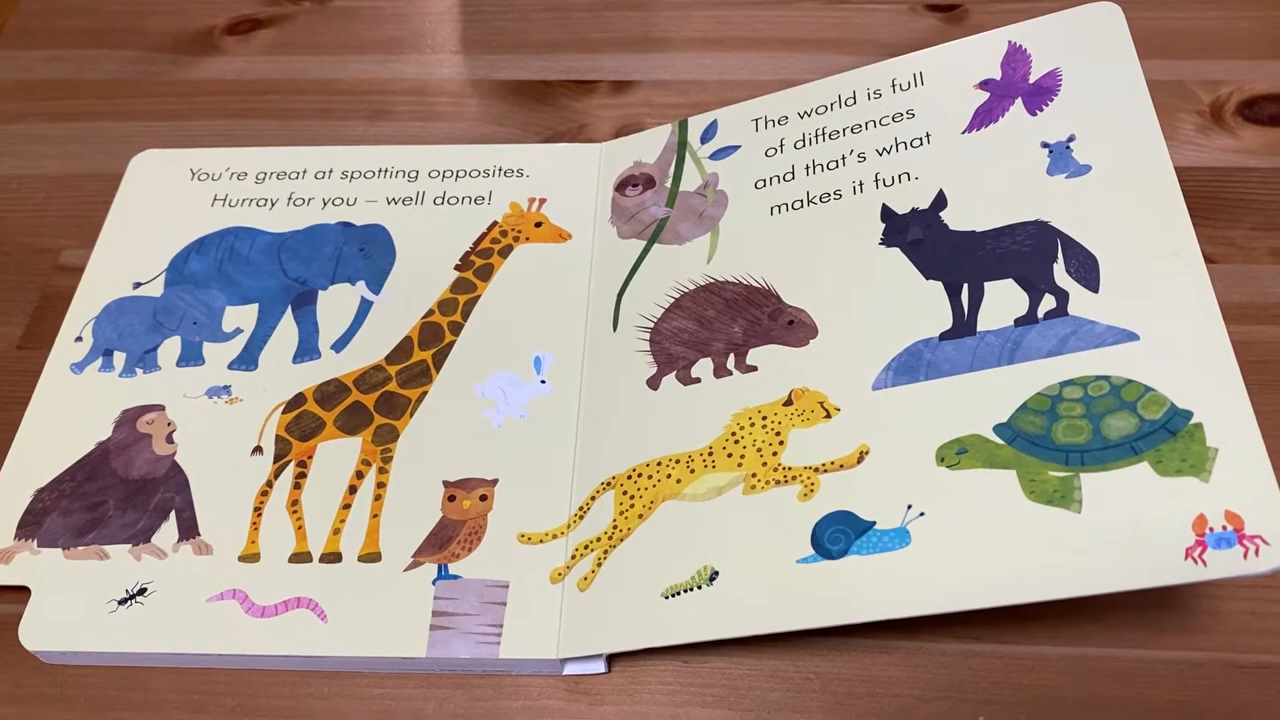 You're great at spotting opposites.
Hurray for you – well done!
The world is full
of differences
and that's what
makes it fun.